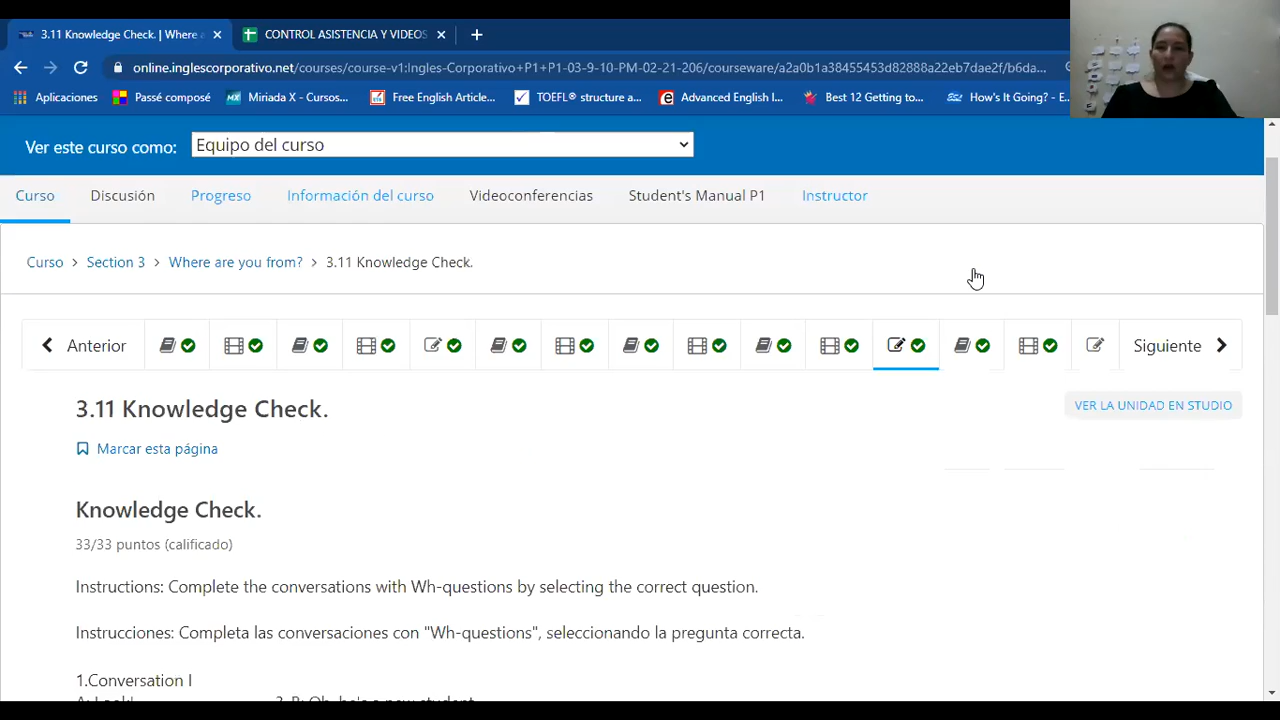 3.11 Knowledge Check. | Where a
CONTROL ASISTENCIA Y VIDEOS
online.inglescorporativo.net/courses/course-v1:Ingles-Corporativo+P1+P1-03-9-10-PM-02-21-206/courseware/a2a0b1a38455453d82888a22eb7dae2f/b6da...
Aplicaciones Passé composé Miriada X - Cursos... Free English Article... TOEFL® structure a... Advanced English I... Best 12 Getting to... How's It Going? - E...
Ver este curso como: Equipo del curso
Curso Discusión Progreso Información del curso Videoconferencias Student's Manual P1 Instructor
Curso > Section 3 > Where are you from? > 3.11 Knowledge Check.
Anterior Siguiente
3.11 Knowledge Check.
VER LA UNIDAD EN STUDIO
Marcar esta página
Knowledge Check.
33/33 puntos (calificado)
Instructions: Complete the conversations with Wh-questions by selecting the correct question.
Instrucciones: Completa las conversaciones con "Wh-questions", seleccionando la pregunta correcta.
1.Conversation I
A: Look! 2. B: Oh, he's a new student.